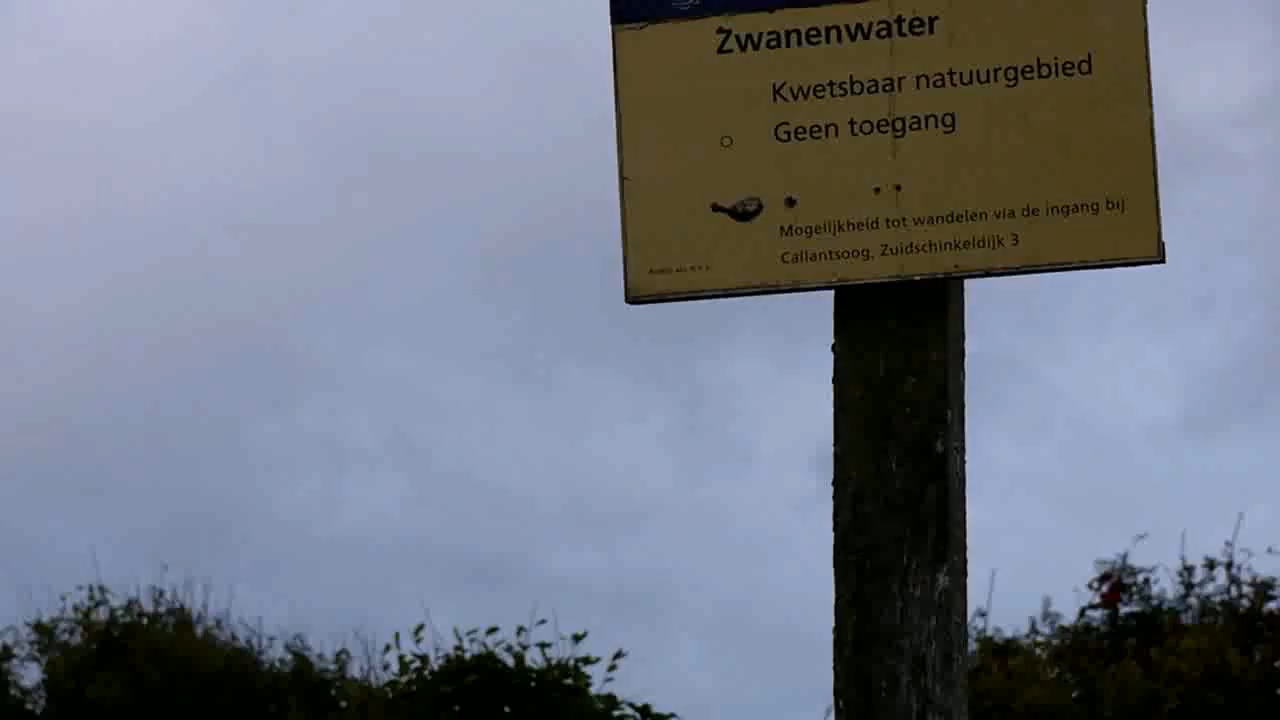 Zwanenwater
Kwetsbaar natuurgebied
Geen toegang
Mogelijkheid tot wandelen via de ingang bij
Callantsoog, Zuidschinkeldijk 3